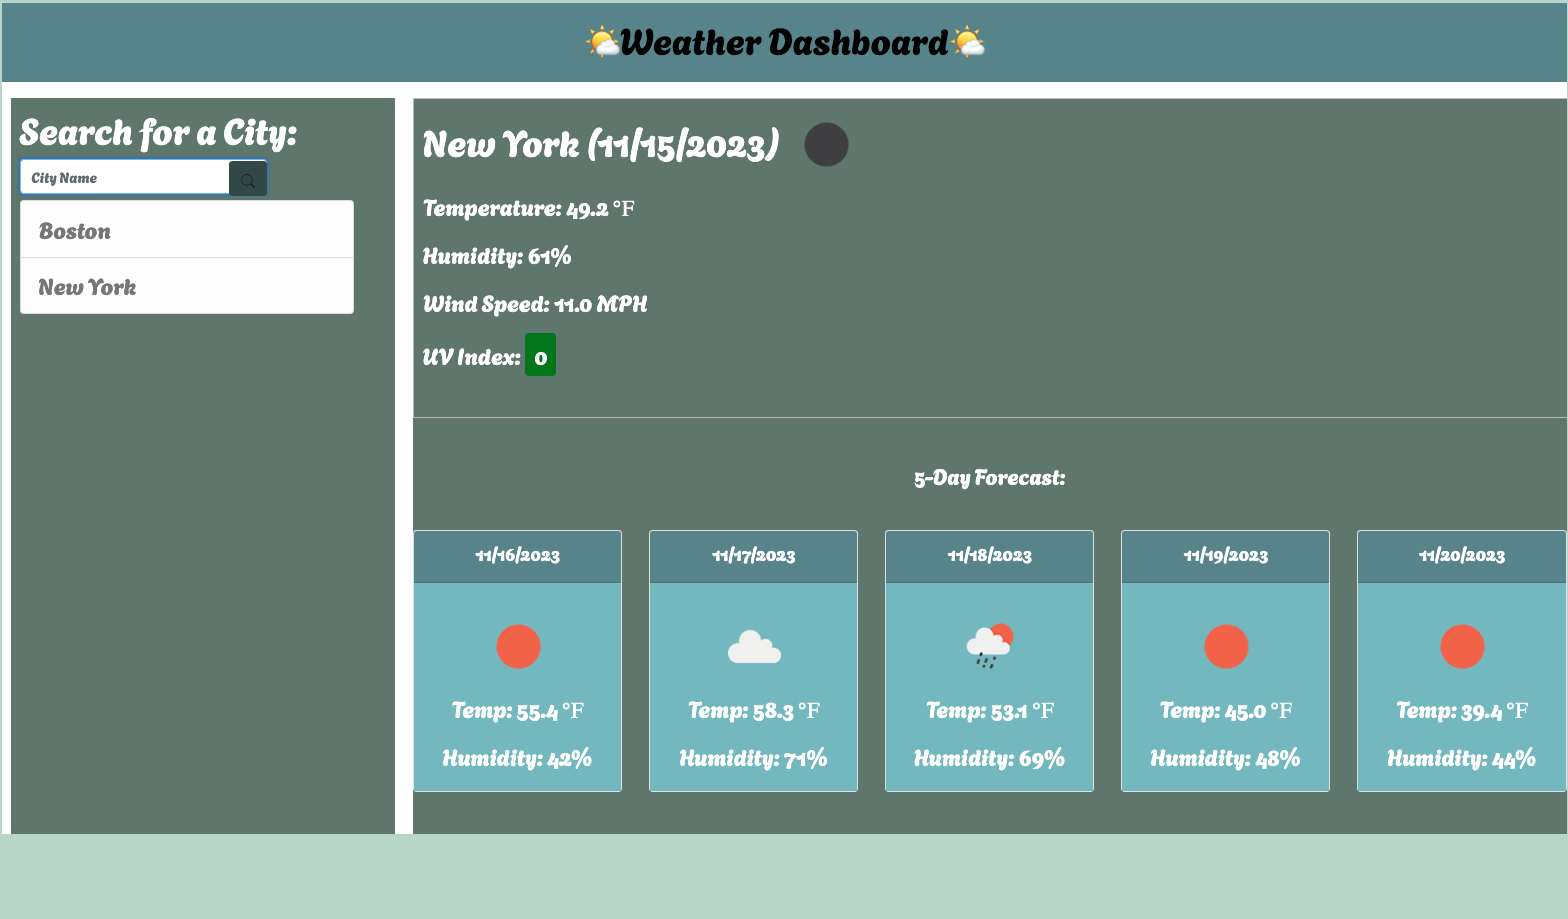 Weather Dashboard
Search for a City:
City Name
Boston
New York
New York (11/15/2023)
Temperature: 49.2 °F
Humidity: 61%
Wind Speed: 11.0 MPH
UV Index: 0
5-Day Forecast:
11/16/2023
Temp: 55.4 °F
Humidity: 42%
11/17/2023
Temp: 58.3 °F
Humidity: 71%
11/18/2023
Temp: 53.1 °F
Humidity: 69%
11/19/2023
Temp: 45.0 °F
Humidity: 48%
11/20/2023
Temp: 39.4 °F
Humidity: 44%